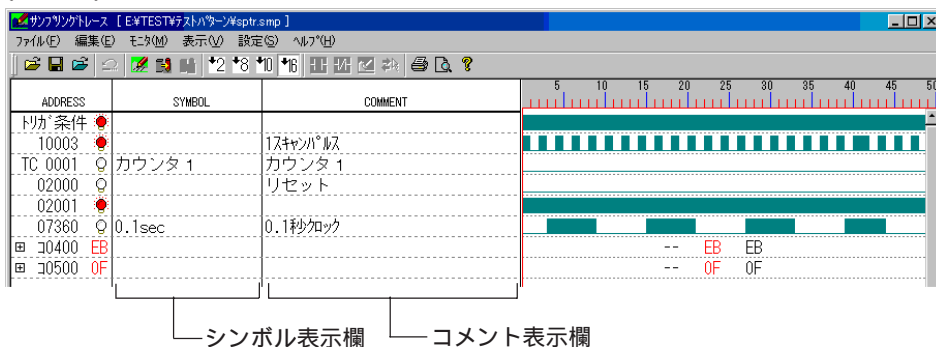 サンプリングトレース [ E:¥TEST¥テストパターン¥sptr.smp ]
ファイル(F) 編集(E) モニタ(M) 表示(V) 設定(S) ヘルプ(H)
2 8 10 16
ADDRESS SYMBOL COMMENT 5 10 15 20 25 30 35 40 45 50
トリガ条件
10003 1スキャンパルス
TC 0001 カウンタ 1 カウンタ 1
02000 リセット
02001
07360 0.1sec 0.1秒クロック
コ0400 EB -- EB EB
コ0500 0F -- 0F 0F
シンボル表示欄 コメント表示欄